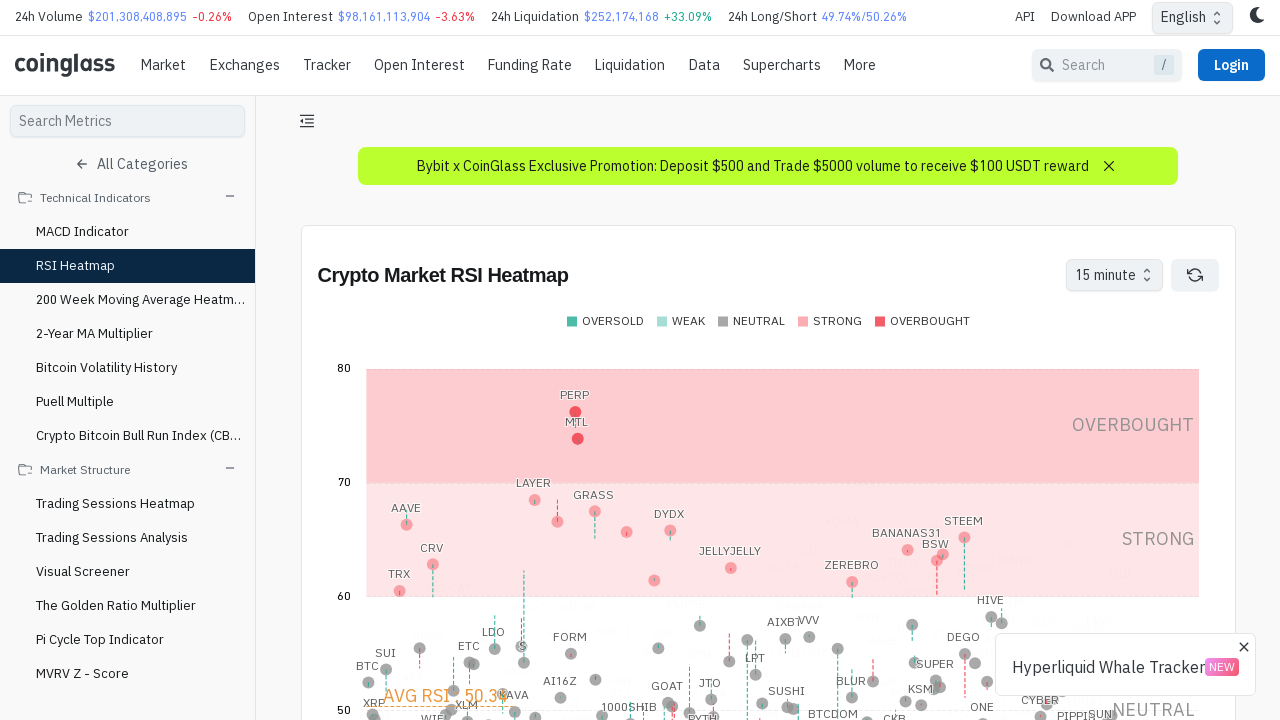 24h Volume $201,308,408,895 -0.26% Open Interest $98,161,113,904 -3.63% 24h Liquidation $252,174,168 +33.09% 24h Long/Short 49.74%/50.26% API Download APP English
coinglass Market Exchanges Tracker Open Interest Funding Rate Liquidation Data Supercharts More Search / Login
Search Metrics
All Categories
Technical Indicators
MACD Indicator
RSI Heatmap
200 Week Moving Average Heatm...
2-Year MA Multiplier
Bitcoin Volatility History
Puell Multiple
Crypto Bitcoin Bull Run Index (CB...
Market Structure
Trading Sessions Heatmap
Trading Sessions Analysis
Visual Screener
The Golden Ratio Multiplier
Pi Cycle Top Indicator
MVRV Z - Score
Bybit x CoinGlass Exclusive Promotion: Deposit $500 and Trade $5000 volume to receive $100 USDT reward
Crypto Market RSI Heatmap
15 minute
OVERSOLD WEAK NEUTRAL STRONG OVERBOUGHT
80
PERP
MTL
OVERBOUGHT
70
LAYER
GRASS
AAVE
DYDX
STEEM
BANANAS31
STRONG
BSW
CRV
JELLYJELLY
ZEREBRO
TRX
60
HIVE
AIXBT
VVV
LDO
FORM
DEGO
ETC
S
SUI
LPT
BTC
SUPER
Hyperliquid Whale Tracker NEW
AI16Z
GOAT
JTO
BLUR
KSM
SUSHI
KAVA
AVG RSI : 50.34
XRP
XLM
1000SHIB
ONE
CYBER
50
NEUTRAL
WIF
PYTH
BTCDOM
CKB
PIPPIN
SUN